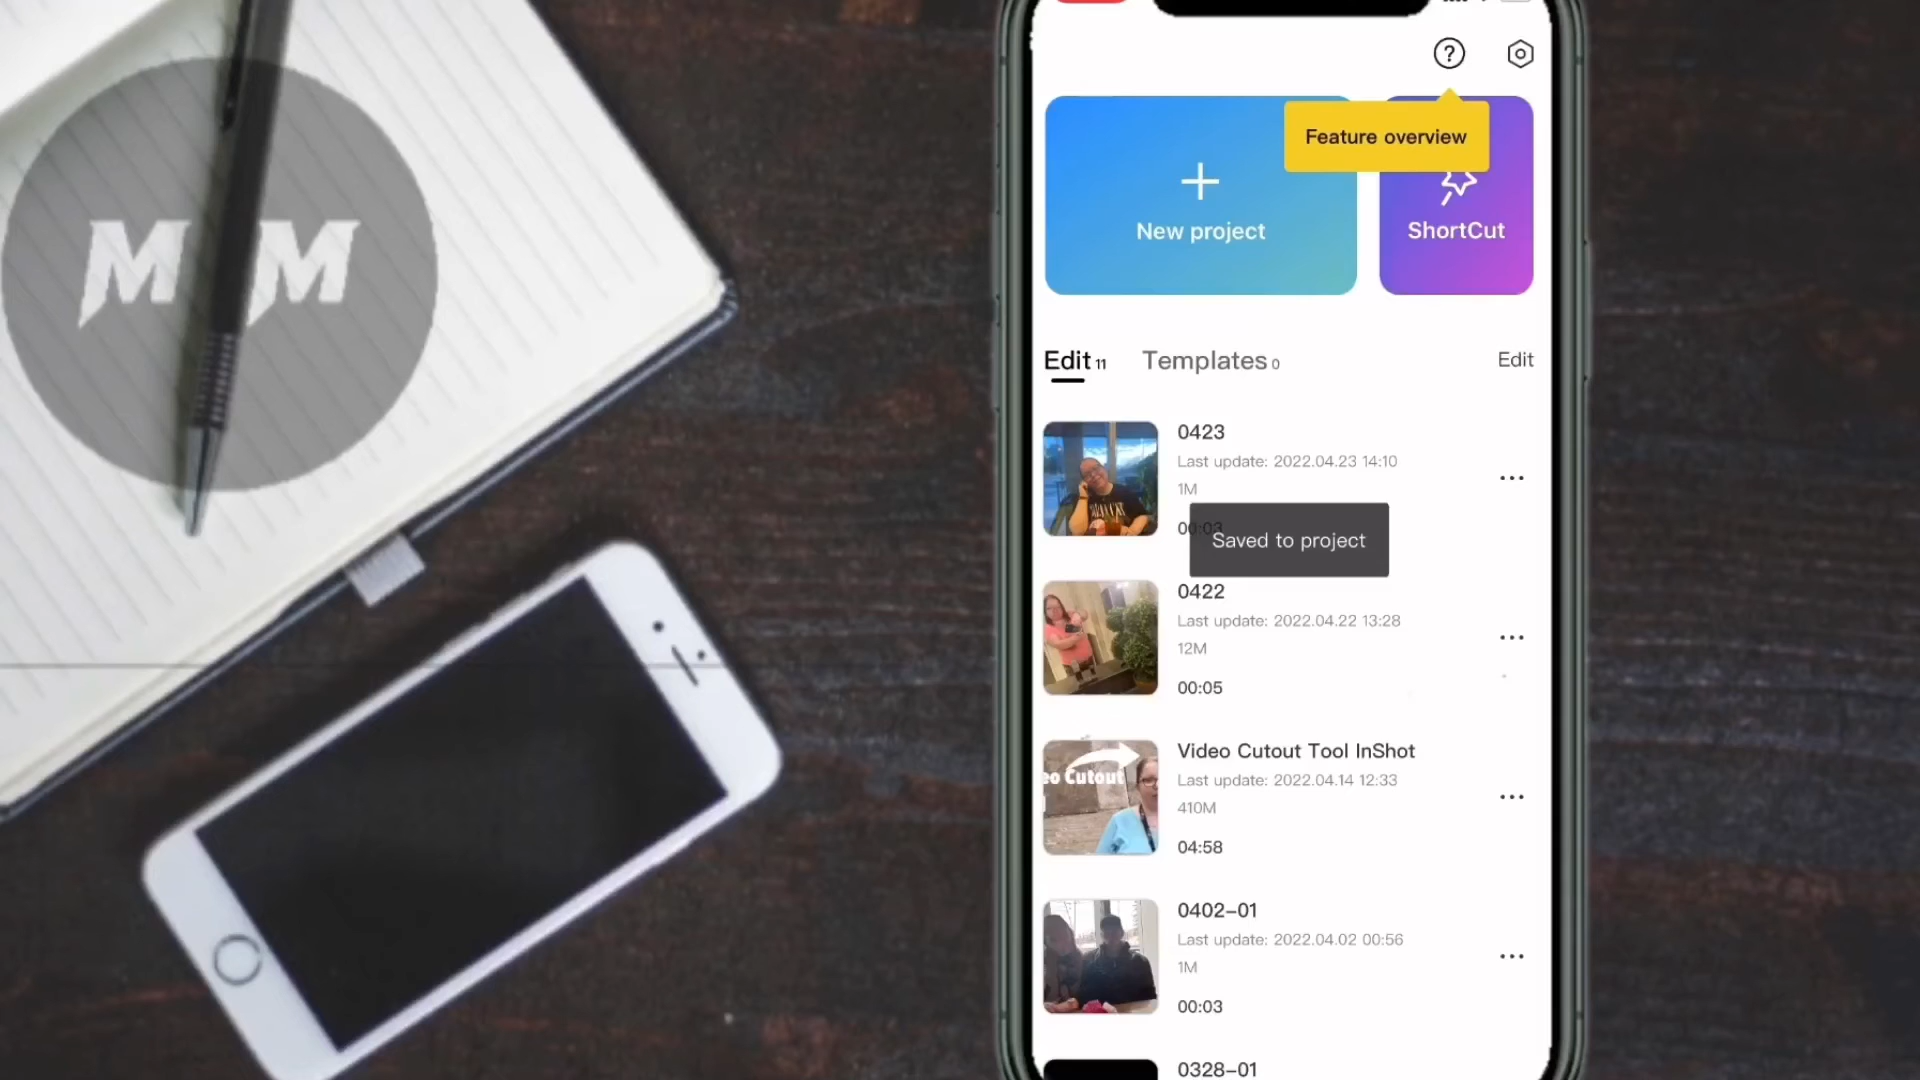 M M
Feature overview
New project
ShortCut
Edit 11
Templates 0
Edit
0423
Last update: 2022.04.23 14:10
1M
00:03
Saved to project
0422
Last update: 2022.04.22 13:28
12M
00:05
eo Cutout
Video Cutout Tool InShot
Last update: 2022.04.14 12:33
410M
04:58
0402-01
Last update: 2022.04.02 00:56
1M
00:03
0328-01